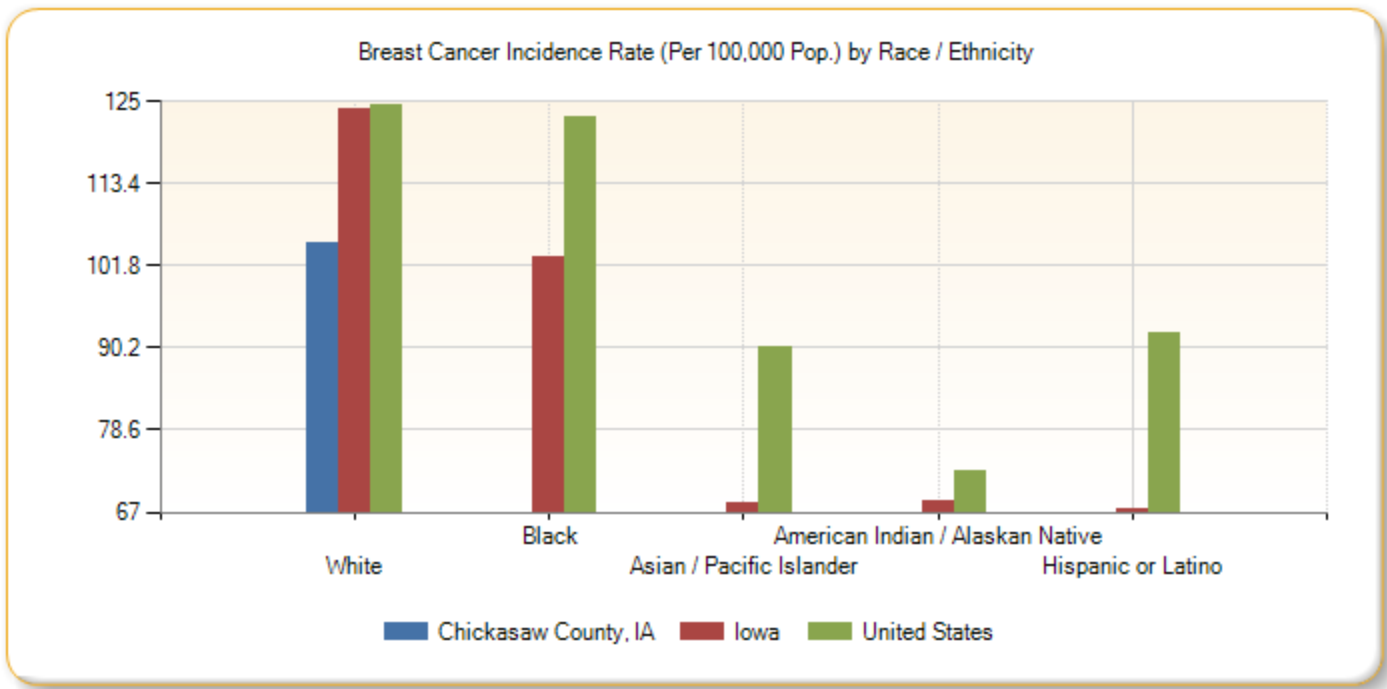 Breast Cancer Incidence Rate (Per 100,000 Pop.) by Race / Ethnicity
125
113.4
101.8
90.2
78.6
67
Black American Indian / Alaskan Native
White Asian / Pacific Islander Hispanic or Latino
Chickasaw County, IA Iowa United States